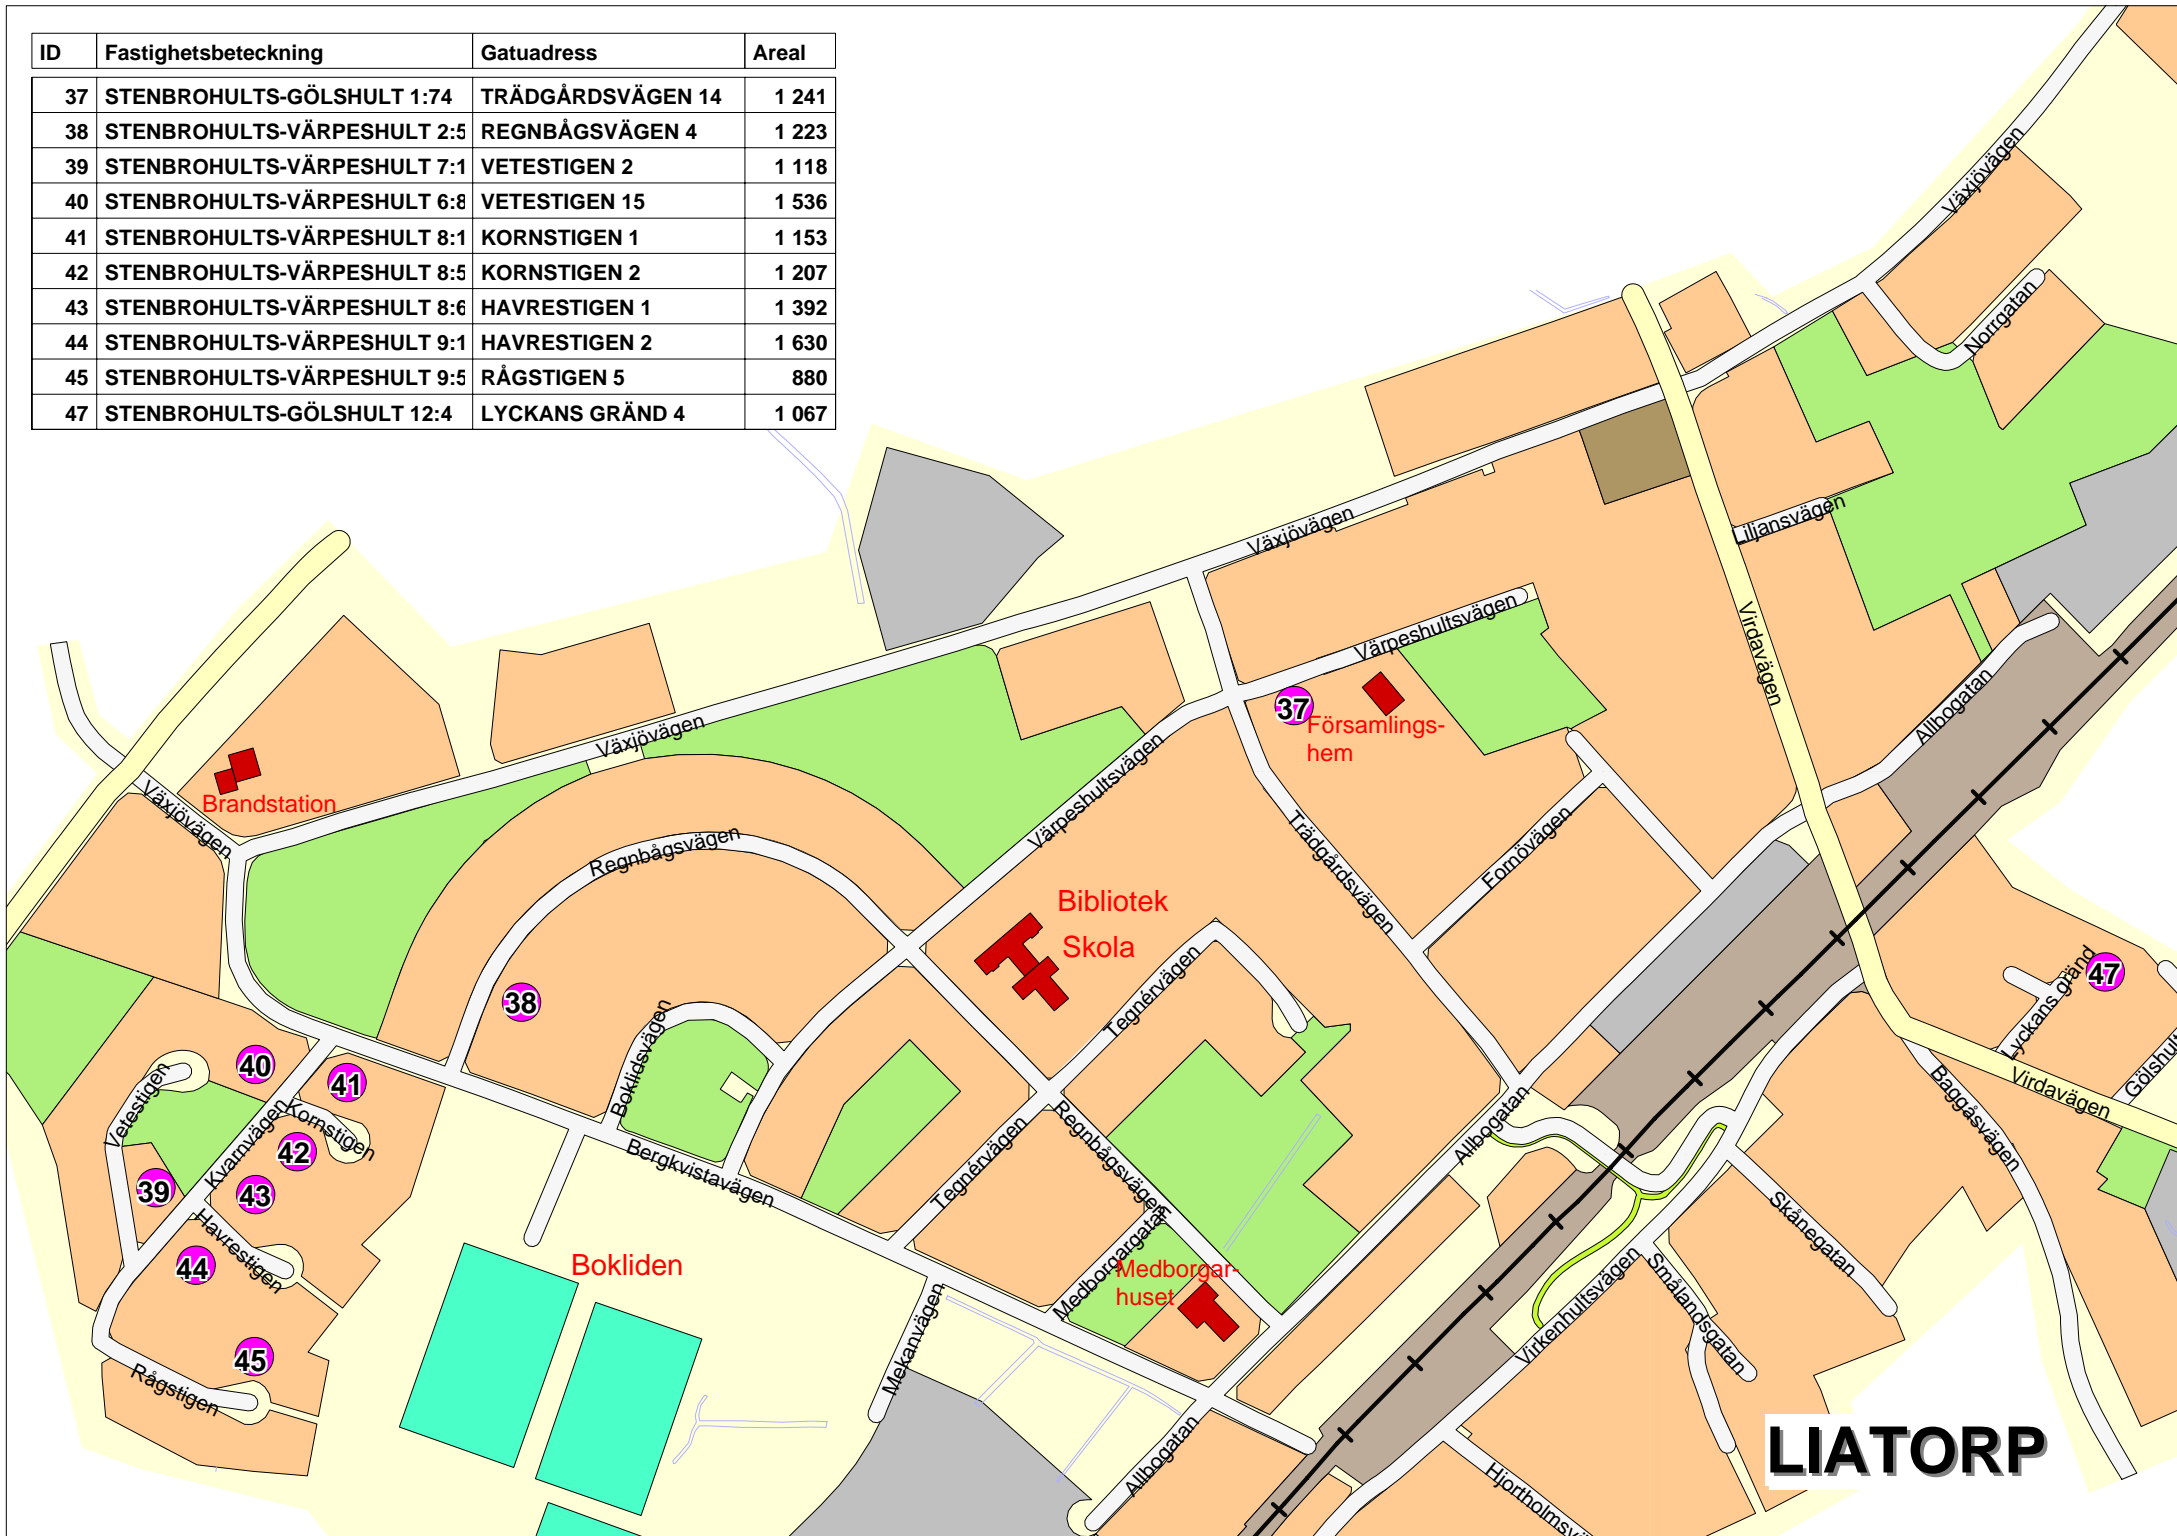 ID Fastighetsbeteckning Gatuadress Areal
37 STENBROHULTS-GÖLSHULT 1:74 TRÄDGÅRDSVÄGEN 14 1 241
38 STENBROHULTS-VÄRPESHULT 2:5 REGNBÅGSVÄGEN 4 1 223
39 STENBROHULTS-VÄRPESHULT 7:1 VETESTIGEN 2 1 118
40 STENBROHULTS-VÄRPESHULT 6:8 VETESTIGEN 15 1 536
41 STENBROHULTS-VÄRPESHULT 8:1 KORNSTIGEN 1 1 153
42 STENBROHULTS-VÄRPESHULT 8:5 KORNSTIGEN 2 1 207
43 STENBROHULTS-VÄRPESHULT 8:6 HAVRESTIGEN 1 1 392
44 STENBROHULTS-VÄRPESHULT 9:1 HAVRESTIGEN 2 1 630
45 STENBROHULTS-VÄRPESHULT 9:5 RÅGSTIGEN 5 880
47 STENBROHULTS-GÖLSHULT 12:4 LYCKANS GRÄND 4 1 067
Växjövägen
Norrgatan
Växjövägen
Liljansvägen
Värpeshultsvägen
Virdavägen
37
Församlings-
hem
Allbogatan
Växjövägen
Brandstation
Växjövägen
Värpeshultsvägen
Regnbågsvägen
Trädgårdsvägen
Fornövägen
Bibliotek
Skola
Tegnérvägen
38
Boklidsvägen
47
Lyckans gränd
Gölshult
Virdavägen
Baggåsvägen
40
41
Vetestigen
Kornstigen
Kvarnvägen
42
39
43
Havrestigen
44
45
Rågstigen
Bergkvistavägen
Tegnérvägen
Regnbågsvägen
Allbogatan
Bokliden
Medborgargatan
Medborgar-
huset
Mekanvägen
Skånegatan
Smålandsgatan
Virkenhultsvägen
Allbogatan
Hjortholmsvä
LIATORP